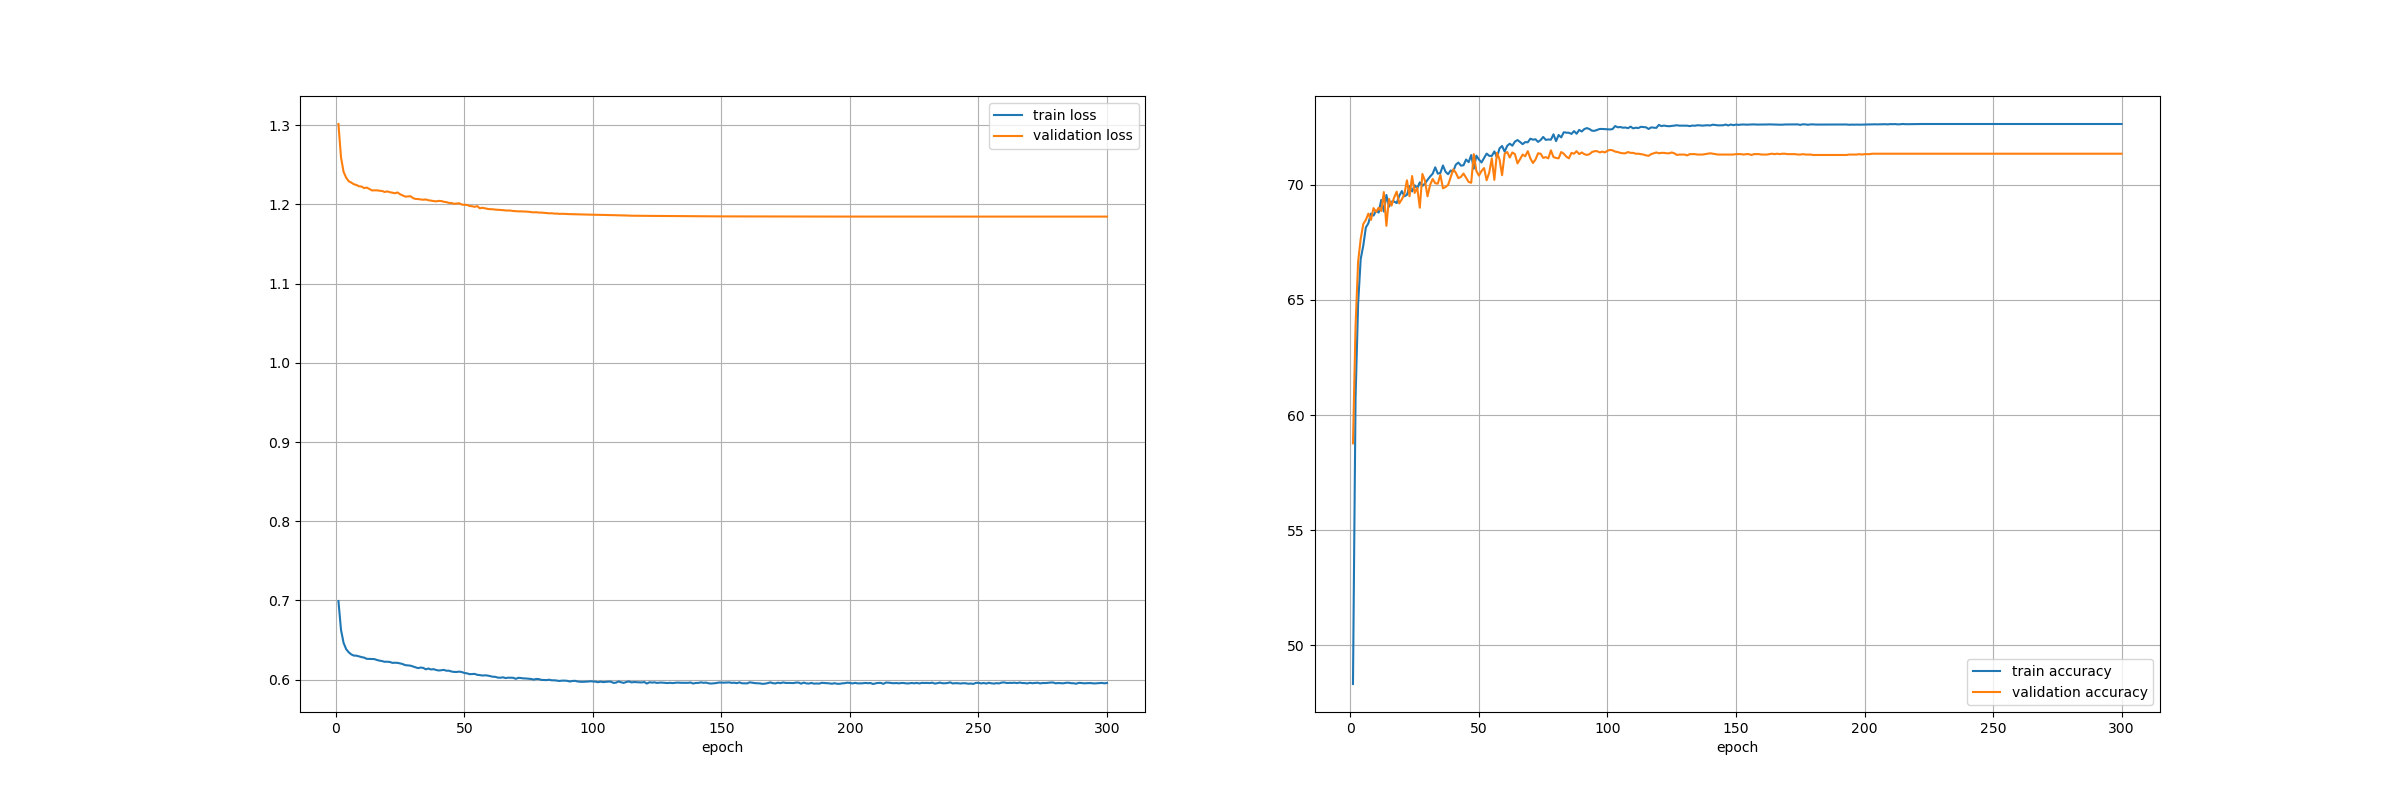 train loss
validation loss
1.3
1.2
1.1
1.0
0.9
0.8
0.7
0.6
0 50 100 150 200 250 300
epoch
70
65
60
55
50
train accuracy
validation accuracy
0 50 100 150 200 250 300
epoch